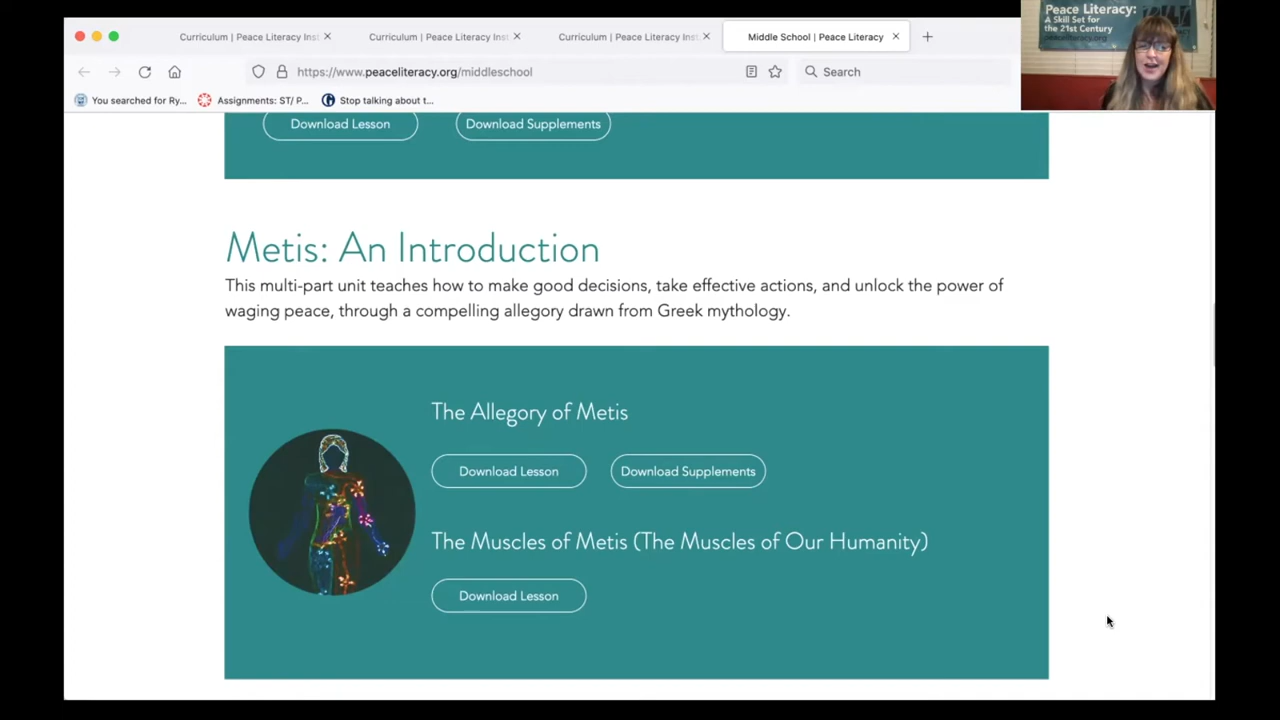 Curriculum | Peace Literacy Inst
Curriculum | Peace Literacy Inst
Curriculum | Peace Literacy Inst
Middle School | Peace Literacy
https://www.peaceliteracy.org/middleschool
Search
You searched for Ry...
Assignments: ST/ P...
Stop talking about t...
Peace Literacy:
A Skill Set for
the 21st Century
peaceliteracy.org
Download Lesson
Download Supplements
Metis: An Introduction
This multi-part unit teaches how to make good decisions, take effective actions, and unlock the power of
waging peace, through a compelling allegory drawn from Greek mythology.
The Allegory of Metis
Download Lesson
Download Supplements
The Muscles of Metis (The Muscles of Our Humanity)
Download Lesson